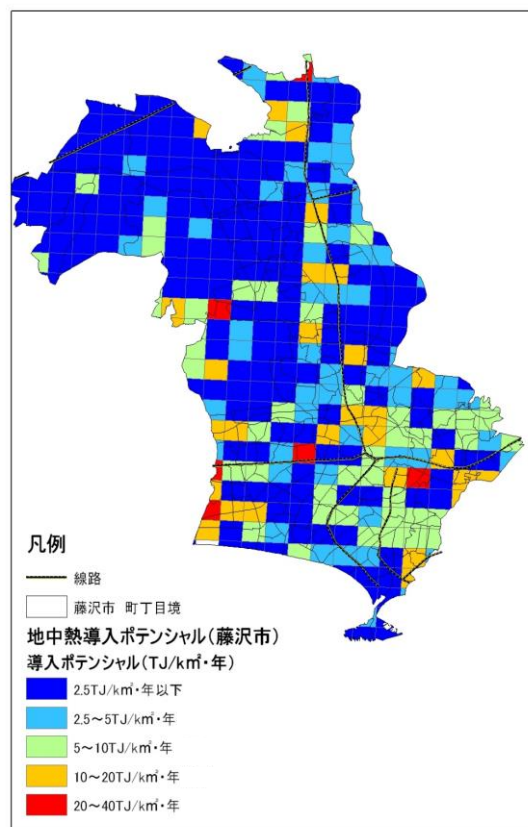 凡例
線路
藤沢市 町丁目境
地中熱導入ポテンシャル(藤沢市)
導入ポテンシャル(TJ/k㎡・年)
2.5TJ/k㎡・年以下
2.5～5TJ/k㎡・年
5～10TJ/k㎡・年
10～20TJ/k㎡・年
20～40TJ/k㎡・年